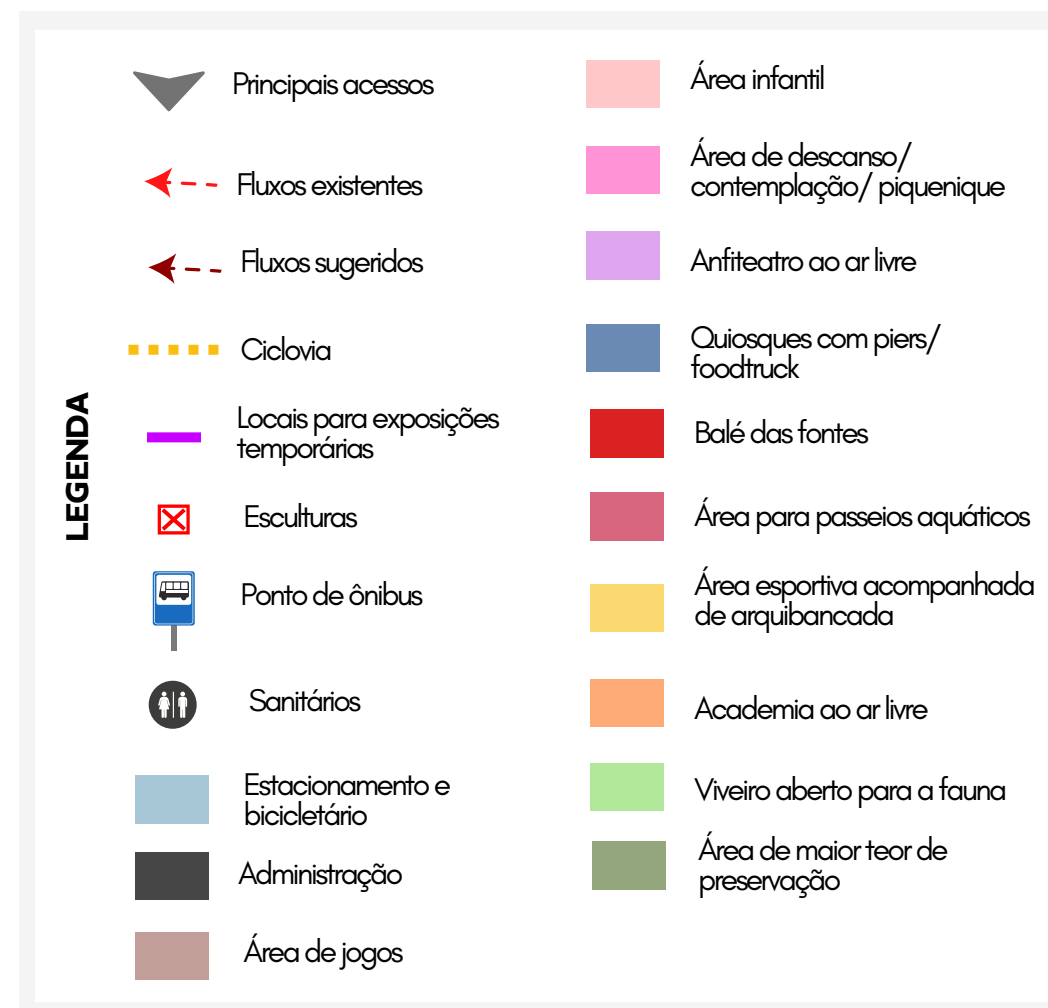 LEGENDA
Principais acessos
Fluxos existentes
Fluxos sugeridos
Ciclovia
Locais para exposições
temporárias
Esculturas
Ponto de ônibus
Sanitários
Estacionamento e
bicicletário
Administração
Área de jogos
Área infantil
Área de descanso/
contemplação/ piquenique
Anfiteatro ao ar livre
Quiosques com piers/
foodtruck
Balé das fontes
Área para passeios aquáticos
Área esportiva acompanhada
de arquibancada
Academia ao ar livre
Viveiro aberto para a fauna
Área de maior teor de
preservação